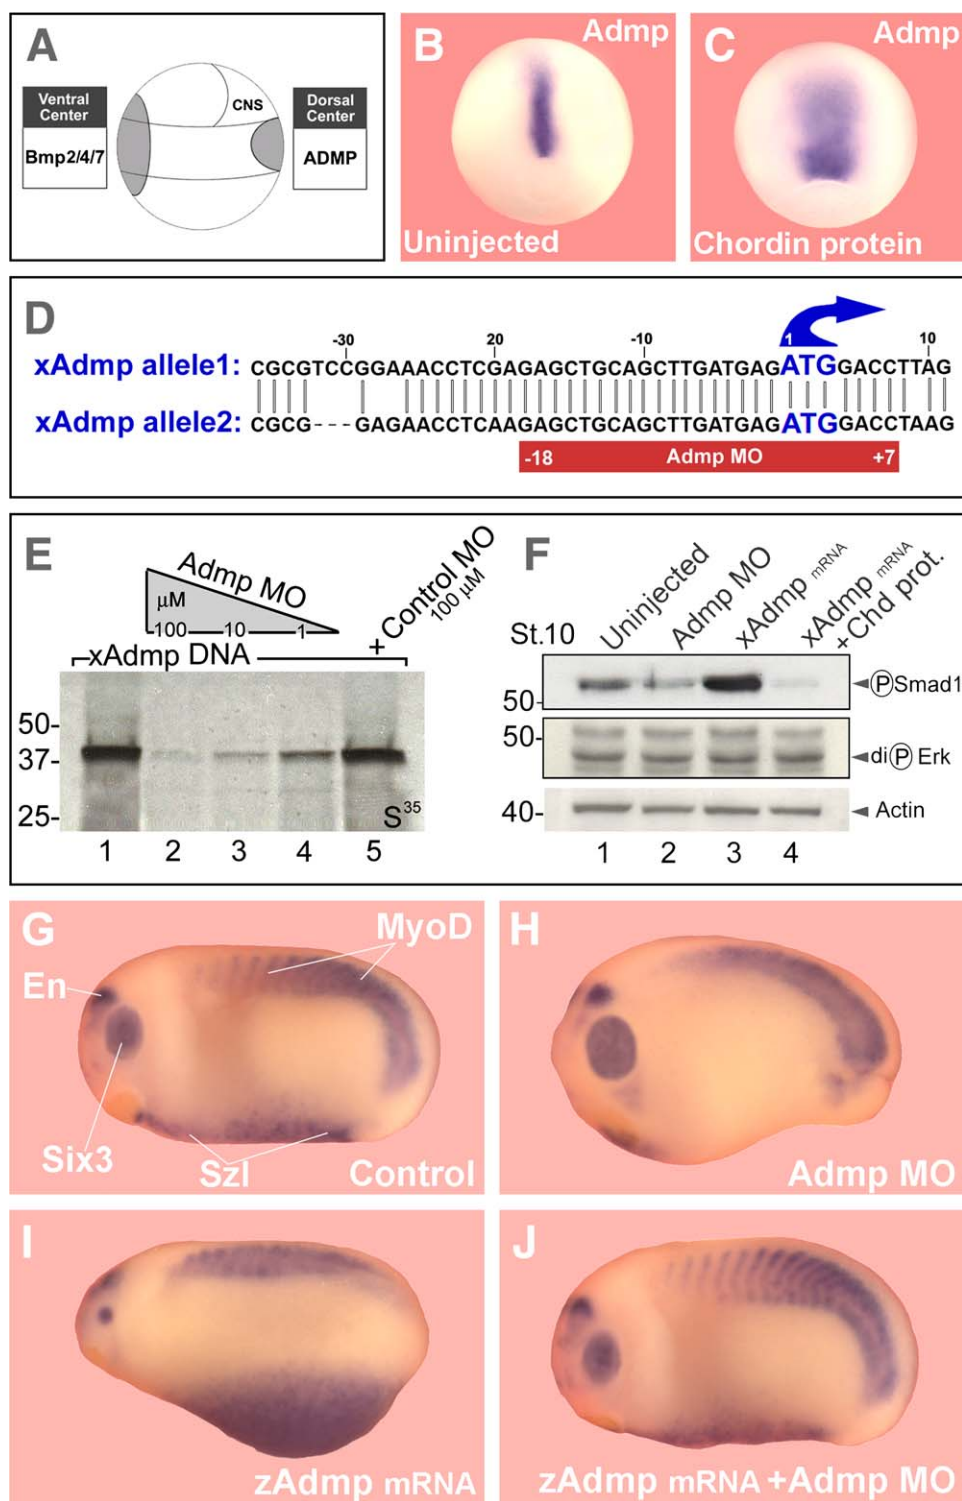 A
Ventral Center
Bmp2/4/7
CNS
Dorsal Center
ADMP
B
Admp
Uninjected
C
Admp
Chordin protein
D
-30 20 -10 1 10
xAdmp allele1: CGCGTCCGGAAACCTCGAGAGCTGCAGCTTGATGAGATGGACCTTAG
xAdmp allele2: CGCG---GAGAACCTCAAGAGCTGCAGCTTGATGAGATGGACCTAAG
-18 Admp MO +7
E
Admp MO
μM
100 10 1
+ Control MO
100 μM
xAdmp DNA
50-
37-
25-
S35
1 2 3 4 5
F
St.10
Uninjected
Admp MO
xAdmp mRNA
xAdmp mRNA
+Chd prot.
50-
PSmad1
50-
diP Erk
40-
Actin
1 2 3 4
G
MyoD
En
Six3
Szl
Control
H
Admp MO
I
zAdmp mRNA
J
zAdmp mRNA +Admp MO